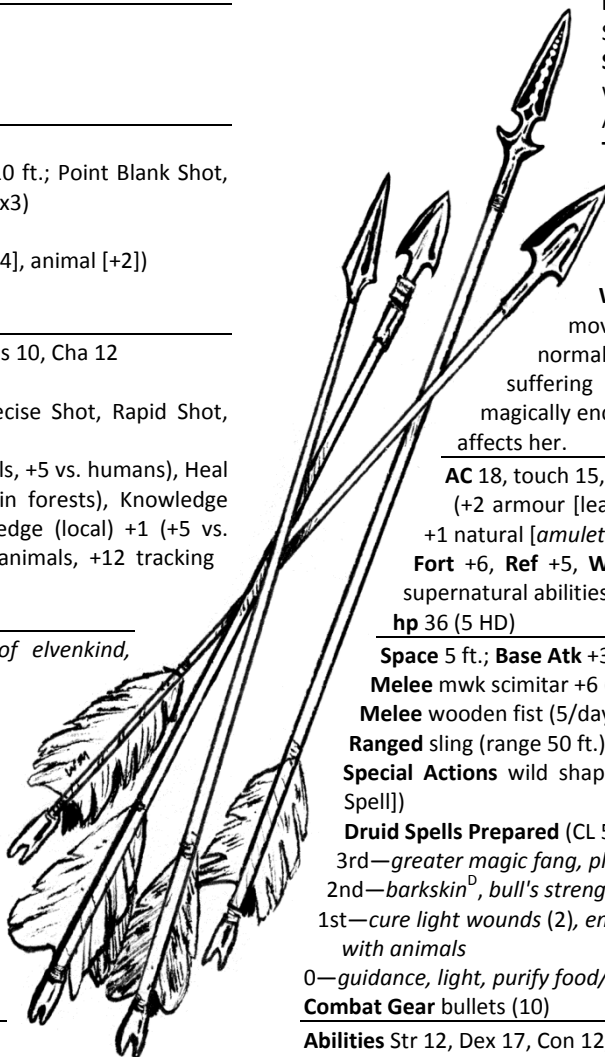 0 ft.; Point Blank Shot,
x3)
4], animal [+2])
s 10, Cha 12
ecise Shot, Rapid Shot,
ls, +5 vs. humans), Heal
in forests), Knowledge
edge (local) +1 (+5 vs.
animals, +12 tracking
of elvenkind,
WM
mov
normal
suffering
magically enc
affects her.
AC 18, touch 15,
(+2 armour [lea
+1 natural [amulet
Fort +6, Ref +5, W
supernatural abilities
hp 36 (5 HD)
Space 5 ft.; Base Atk +3
Melee mwk scimitar +6
Melee wooden fist (5/day
Ranged sling (range 50 ft.)
Special Actions wild shap
Spell])
Druid Spells Prepared (CL 5
3rd—greater magic fang, pl
2nd—barkskinᴰ, bull's streng
1st—cure light wounds (2), en
with animals
0—guidance, light, purify food/
Combat Gear bullets (10)
Abilities Str 12, Dex 17, Con 12